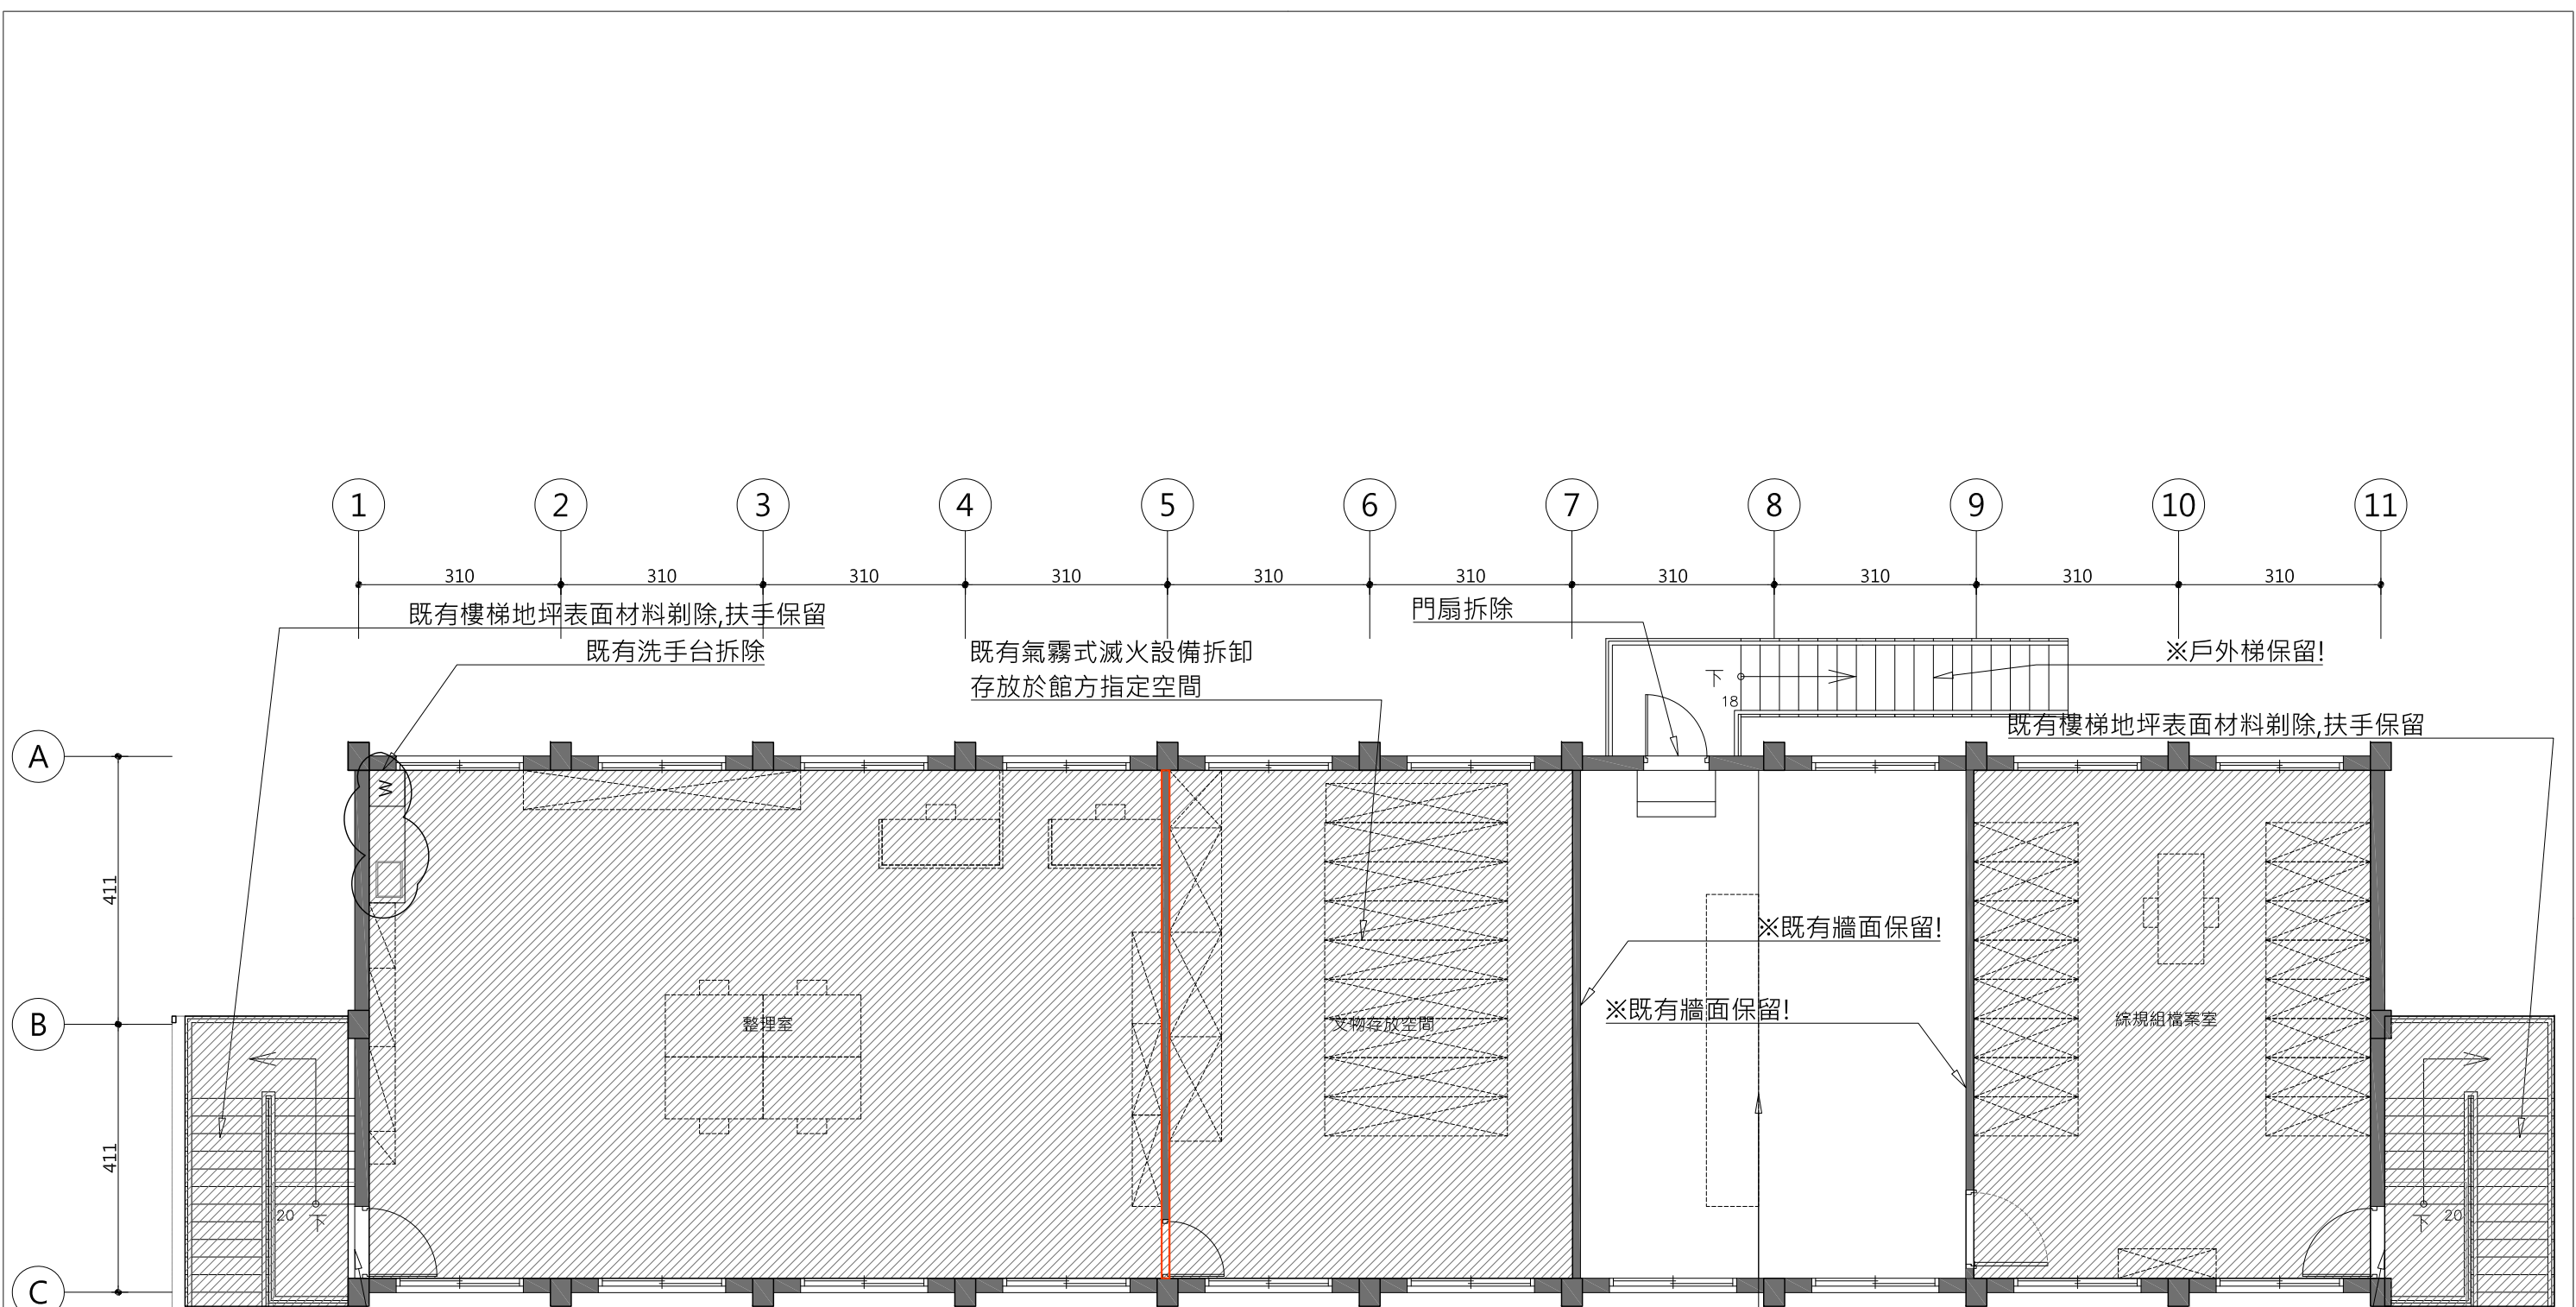 1 2 3 4 5 6 7 8 9 10 11
310 310 310 310 310 310 310 310 310 310
既有樓梯地坪表面材料剃除,扶手保留
門扇拆除
既有洗手台拆除
既有氣霧式滅火設備拆卸
存放於館方指定空間
※戶外梯保留!
下
18
既有樓梯地坪表面材料剃除,扶手保留
A
W
411
※既有牆面保留!
※既有牆面保留!
B
整理室
文物存放空間
綜規組檔案室
411
20 下
下 20
C